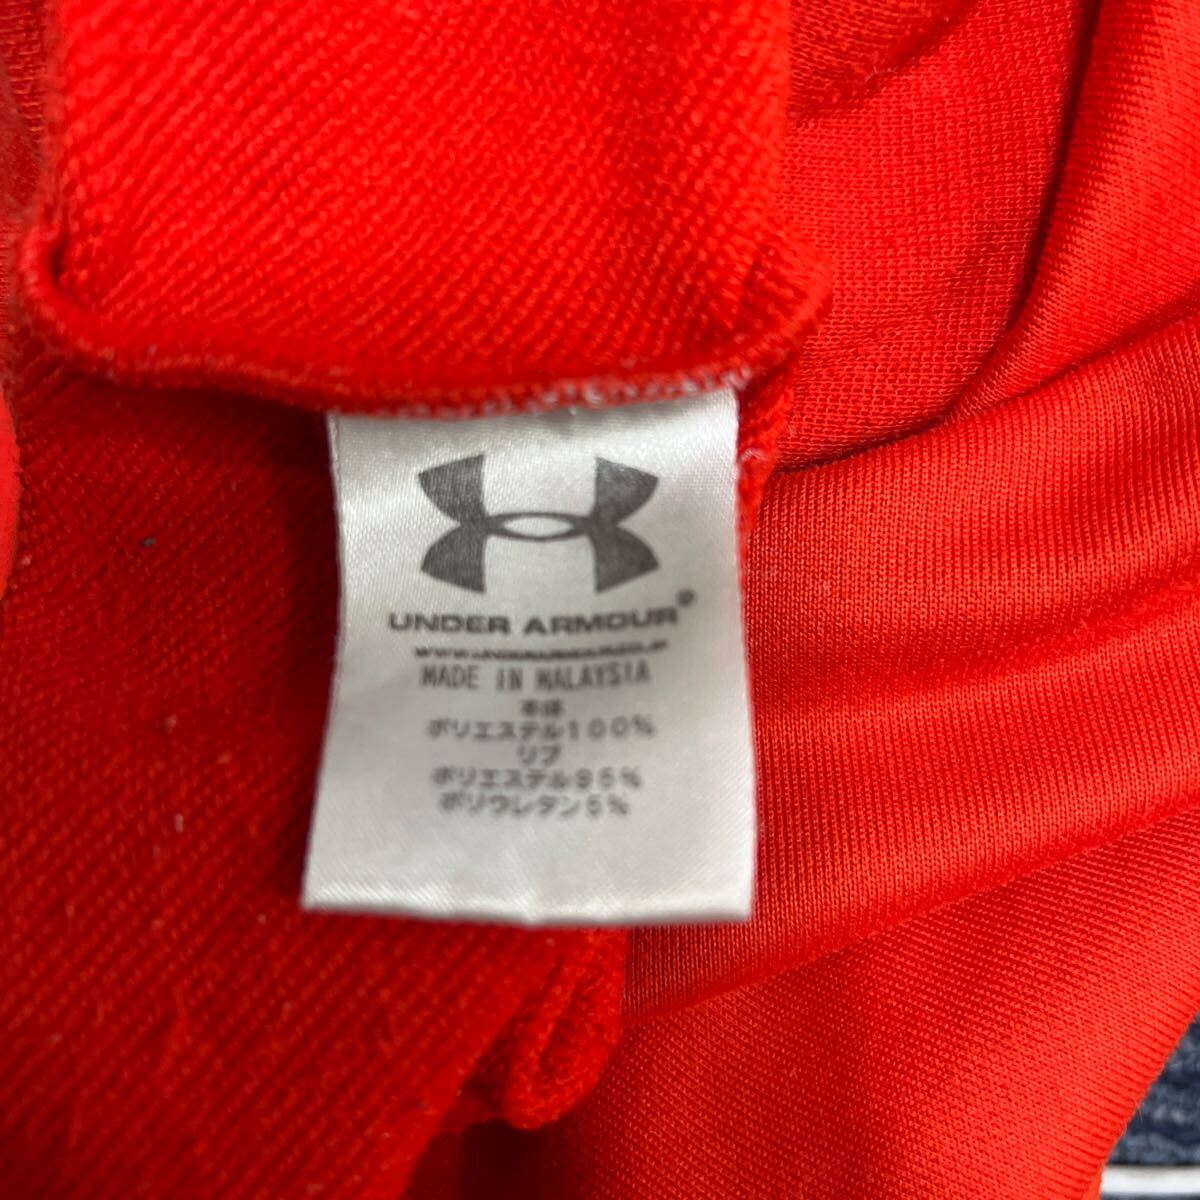 UNDER ARMOUR®
MADE IN MALAYSIA
本体
ポリエステル100%
リブ
ポリエステル95%
ポリウレタン5%